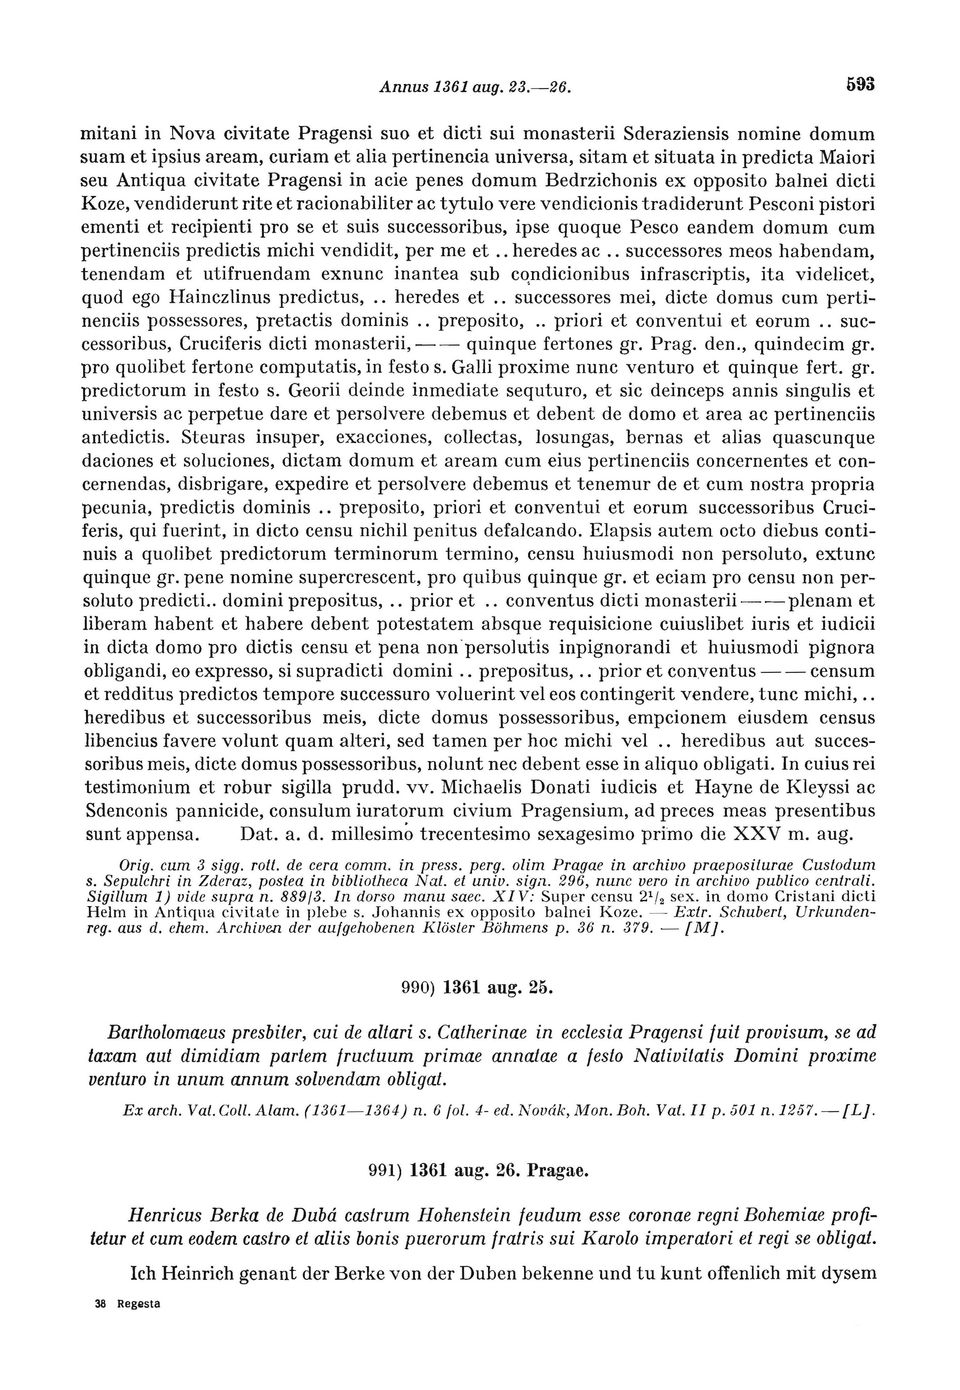 Annus 1361 aug. 23.—26. 593
mitani in Nova civitate Pragensi suo et dicti sui monasterii Sderaziensis nomine domum
suam et ipsius aream, curiam et alia pertinencia universa, sitam et situata in predicta Maiori
seu Antiqua civitate Pragensi in acie penes domum Bedrzichonis ex opposito balnei dicti
Koze, vendiderunt rite et racionabiliter ac tytulo vere vendicionis tradiderunt Pesconi pistori
ementi et recipienti pro se et suis successoribus, ipse quoque Pesco eandem domum cum
pertinenciis predictis michi vendidit, per me et .. heredes ac .. successores meos habendam,
tenendam et utifruendam exnunc inantea sub condicionibus infrascriptis, ita videlicet,
quod ego Hainczlinus predictus, .. heredes et .. successores mei, dicte domus cum perti-
nenciis possessores, pretactis dominis .. preposito, .. priori et conventui et eorum .. suc-
cessoribus, Cruciferis dicti monasterii, — — quinque fertones gr. Prag. den., quindecim gr.
pro quolibet fertone computatis, in festo s. Galli proxime nunc venturo et quinque fert. gr.
predictorum in festo s. Georii deinde inmediate sequturo, et sic deinceps annis singulis et
universis ac perpetue dare et persolvere debemus et debent de domo et area ac pertinenciis
antedictis. Steuras insuper, exacciones, collectas, losungas, bernas et alias quascunque
daciones et soluciones, dictam domum et aream cum eius pertinenciis concernentes et con-
cernendas, disbrigare, expedire et persolvere debemus et tenemur de et cum nostra propria
pecunia, predictis dominis .. preposito, priori et conventui et eorum successoribus Cruci-
feris, qui fuerint, in dicto censu nichil penitus defalcando. Elapsis autem octo diebus conti-
nuis a quolibet predictorum terminorum termino, censu huiusmodi non persoluto, extunc
quinque gr. pene nomine supercrescent, pro quibus quinque gr. et eciam pro censu non per-
soluto predicti.. domini prepositus, .. prior et .. conventus dicti monasterii — — plenam et
liberam habent et habere debent potestatem absque requisicione cuiuslibet iuris et iudicii
in dicta domo pro dictis censu et pena non persolutis inpignorandi et huiusmodi pignora
obligandi, eo expresso, si supradicti domini .. prepositus, .. prior et conventus — — censum
et redditus predictos tempore successuro voluerint vel eos contingerit vendere, tunc michi, ..
heredibus et successoribus meis, dicte domus possessoribus, empcionem eiusdem census
libencius favere volunt quam alteri, sed tamen per hoc michi vel .. heredibus aut succes-
soribus meis, dicte domus possessoribus, nolunt nec debent esse in aliquo obligati. In cuius rei
testimonium et robur sigilla prudd. vv. Michaelis Donati iudicis et Hayne de Kleyssi ac
Sdenconis pannicide, consulum iuratorum civium Pragensium, ad preces meas presentibus
sunt appensa. Dat. a. d. millesimo trecentesimo sexagesimo primo die XXV m. aug.
Orig. cum 3 sigg. rott. de cera comm. in press. perg. olim Pragae in archivo praepositurae Custodum
s. Sepulchri in Zderaz, postea in bibliotheca Nat. et univ. sign. 296, nunc vero in archivo publico centrali.
Sigillum 1) vide supra n. 889/3. In dorso manu saec. XIV: Super censu 2¹/₂ sex. in domo Cristani dicti
Helm in Antiqua civitate in plebe s. Johannis ex opposito balnei Koze. — Extr. Schubert, Urkunden-
reg. aus d. ehem. Archiven der aufgehobenen Klöster Böhmens p. 36 n. 379. — [M].
990) 1361 aug. 25.
Bartholomaeus presbiter, cui de altari s. Catherinae in ecclesia Pragensi fuit provisum, se ad
taxam aut dimidiam partem fructuum primae annatae a festo Nativitatis Domini proxime
venturo in unum annum solvendam obligat.
Ex arch. Vat. Coll. Alam. (1361—1364) n. 6 fol. 4- ed. Novák, Mon. Boh. Vat. II p. 501 n. 1257. — [L].
991) 1361 aug. 26. Pragae.
Henricus Berka de Dubá castrum Hohenstein feudum esse coronae regni Bohemiae profi-
tetur et cum eodem castro et aliis bonis puerorum fratris sui Karolo imperatori et regi se obligat.
Ich Heinrich genant der Berke von der Duben bekenne und tu kunt offenlich mit dysem
38 Regesta